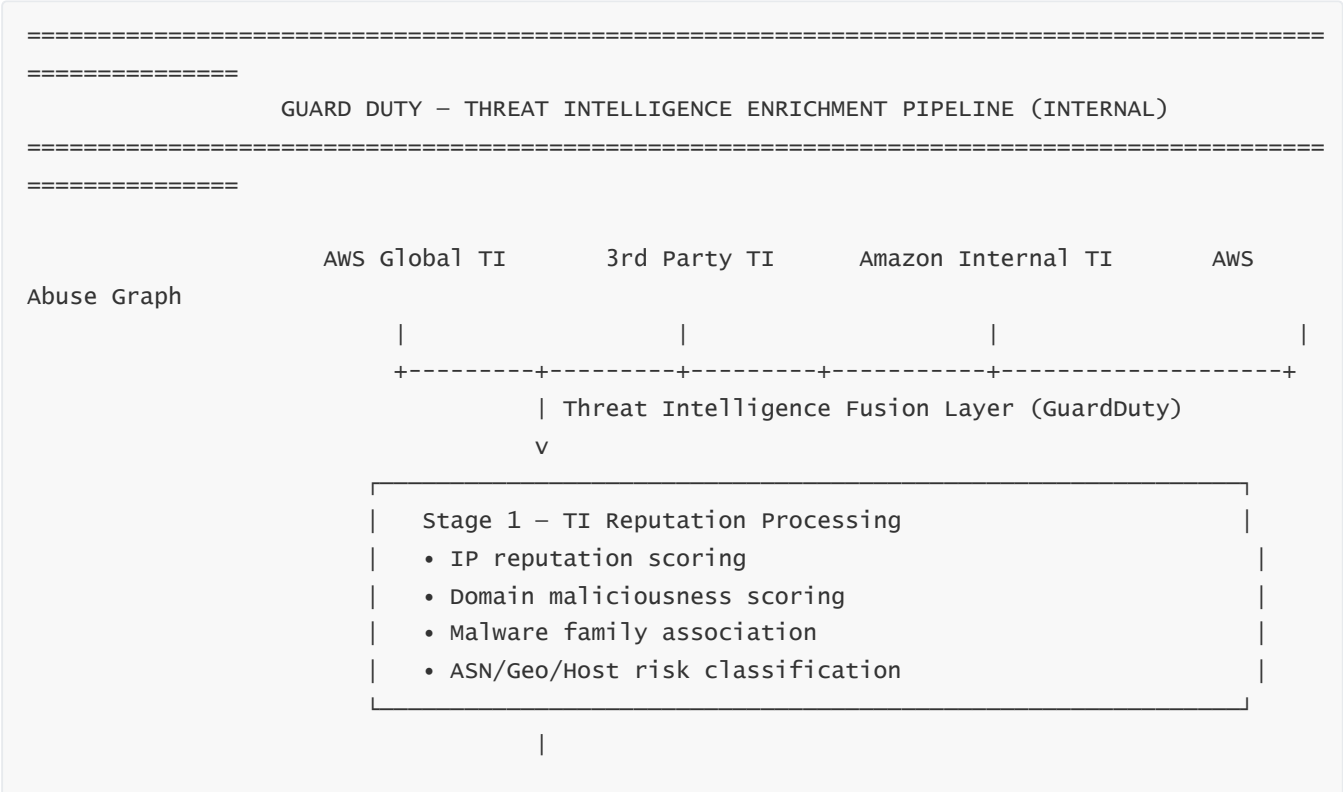 ============================================================================================
===============
GUARD DUTY – THREAT INTELLIGENCE ENRICHMENT PIPELINE (INTERNAL)
============================================================================================
===============
AWS Global TI 3rd Party TI Amazon Internal TI AWS
Abuse Graph
| | | |
+---------+---------+---------+-----------+--------------------+
| Threat Intelligence Fusion Layer (GuardDuty)
v
│ Stage 1 – TI Reputation Processing │
│ • IP reputation scoring │
│ • Domain maliciousness scoring │
│ • Malware family association │
│ • ASN/Geo/Host risk classification │
|